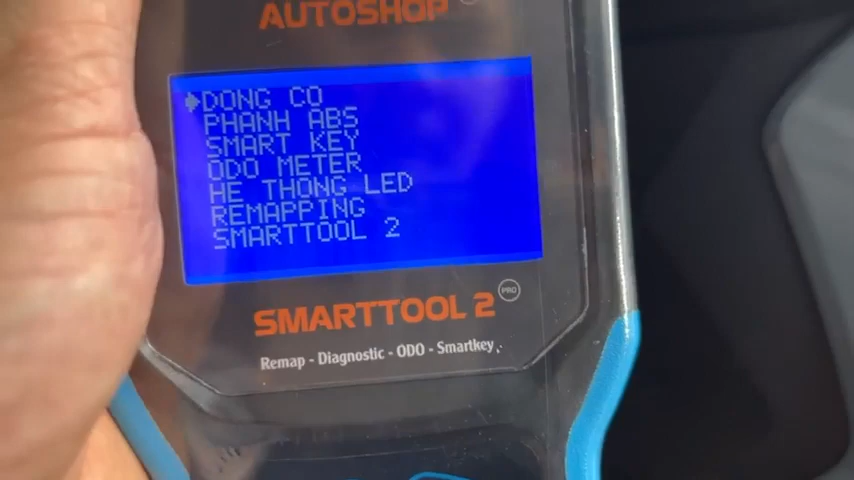 AUTOSHOP
DONG CO
PHANH ABS
SMART KEY
ODO METER
HE THONG LED
REMAPPING
SMARTTOOL 2
SMARTTOOL 2 PRO
Remap - Diagnostic - ODO - Smartkey